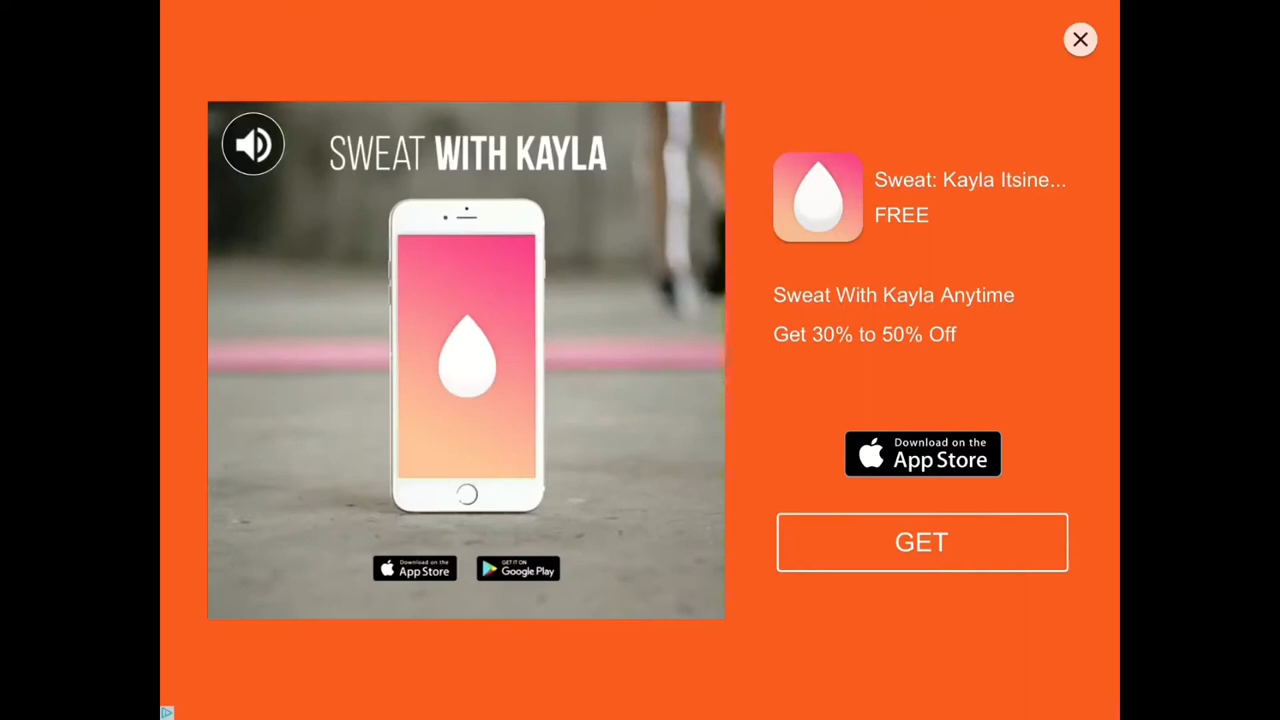 SWEAT WITH KAYLA
Download on the
App Store
GET IT ON
Google Play
Sweat: Kayla Itsine...
FREE
Sweat With Kayla Anytime
Get 30% to 50% Off
Download on the
App Store
GET